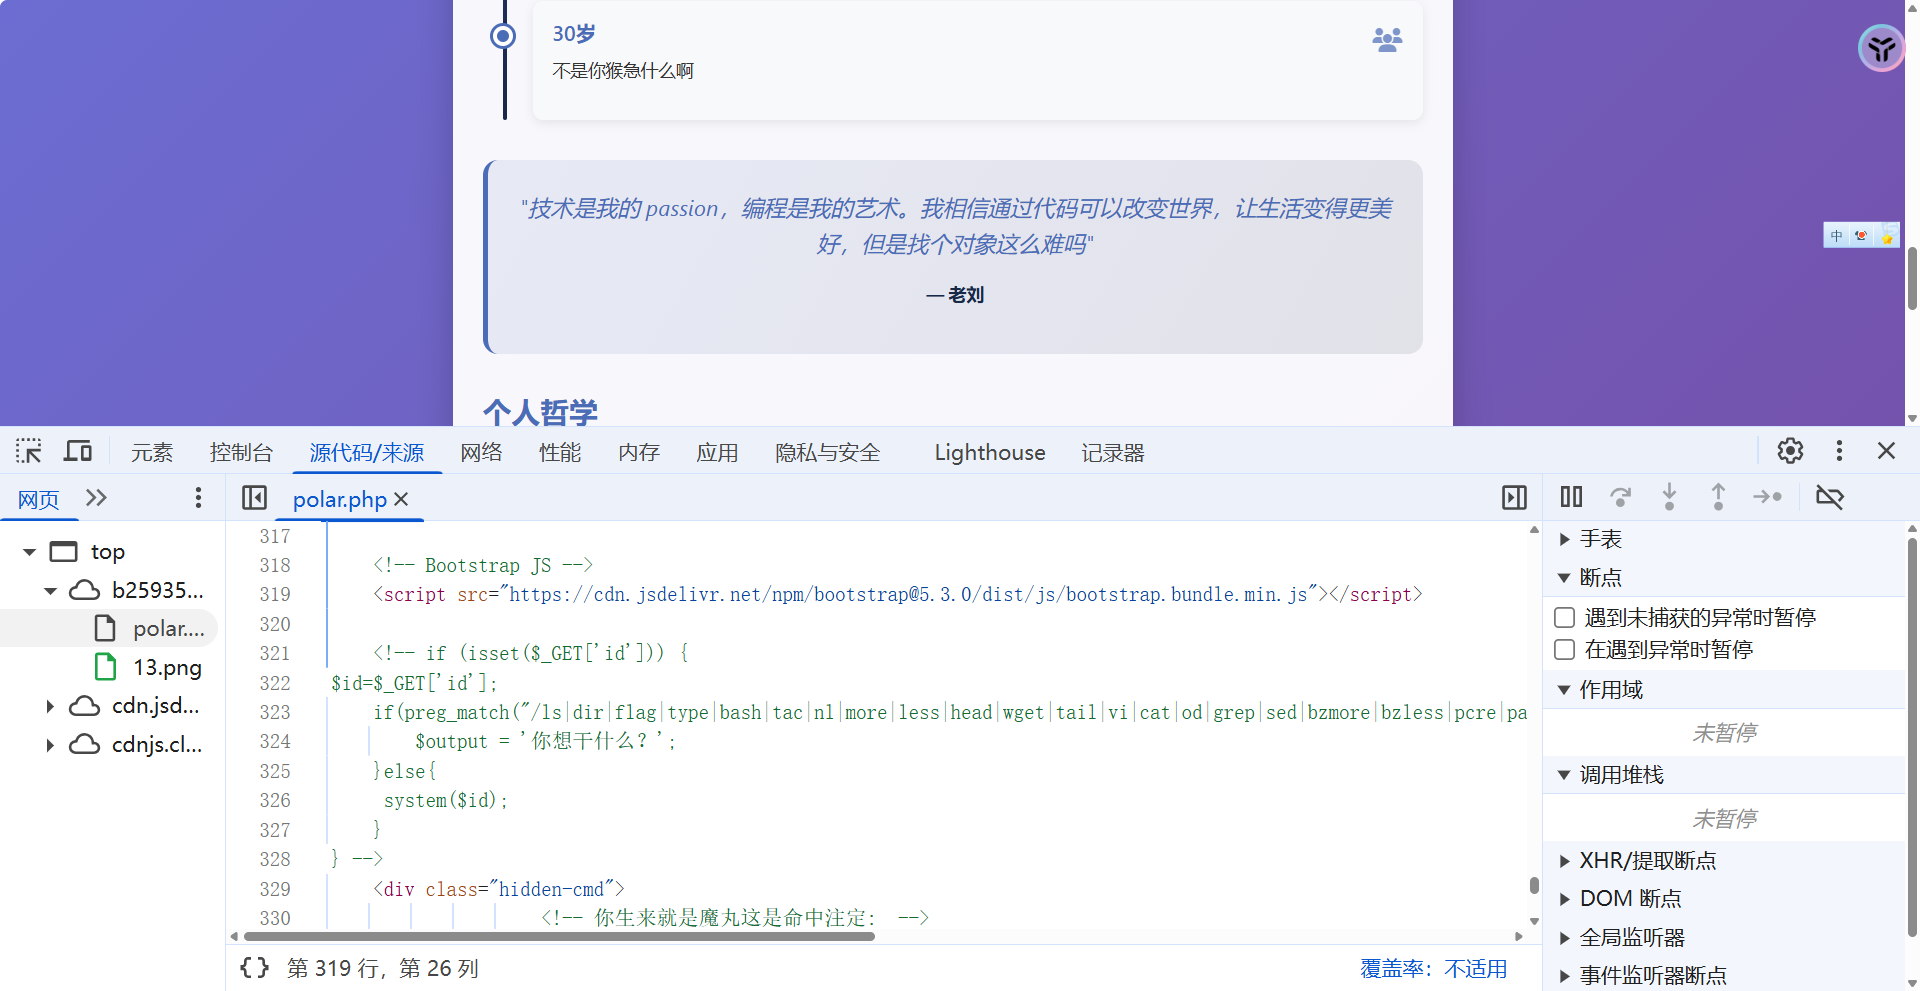 30岁
不是你猴急什么啊
"技术是我的 passion，编程是我的艺术。我相信通过代码可以改变世界，让生活变得更美
好，但是找个对象这么难吗"
— 老刘
中
个人哲学
元素 控制台 源代码/来源 网络 性能 内存 应用 隐私与安全 Lighthouse 记录器
网页
polar.php
top
b25935...
polar....
13.png
cdn.jsd...
cdnjs.cl...
317
318 <!-- Bootstrap JS -->
319 <script src="https://cdn.jsdelivr.net/npm/bootstrap@5.3.0/dist/js/bootstrap.bundle.min.js"></script>
320
321 <!-- if (isset($_GET['id'])) {
322 $id=$_GET['id'];
323 if(preg_match("/ls|dir|flag|type|bash|tac|nl|more|less|head|wget|tail|vi|cat|od|grep|sed|bzmore|bzless|pcre|pa
324 $output = '你想干什么？';
325 }else{
326 system($id);
327 }
328 } -->
329 <div class="hidden-cmd">
330 <!-- 你生来就是魔丸这是命中注定： -->
{} 第 319 行，第 26 列
覆盖率：不适用
手表
断点
遇到未捕获的异常时暂停
在遇到异常时暂停
作用域
未暂停
调用堆栈
未暂停
XHR/提取断点
DOM 断点
全局监听器
事件监听器断点